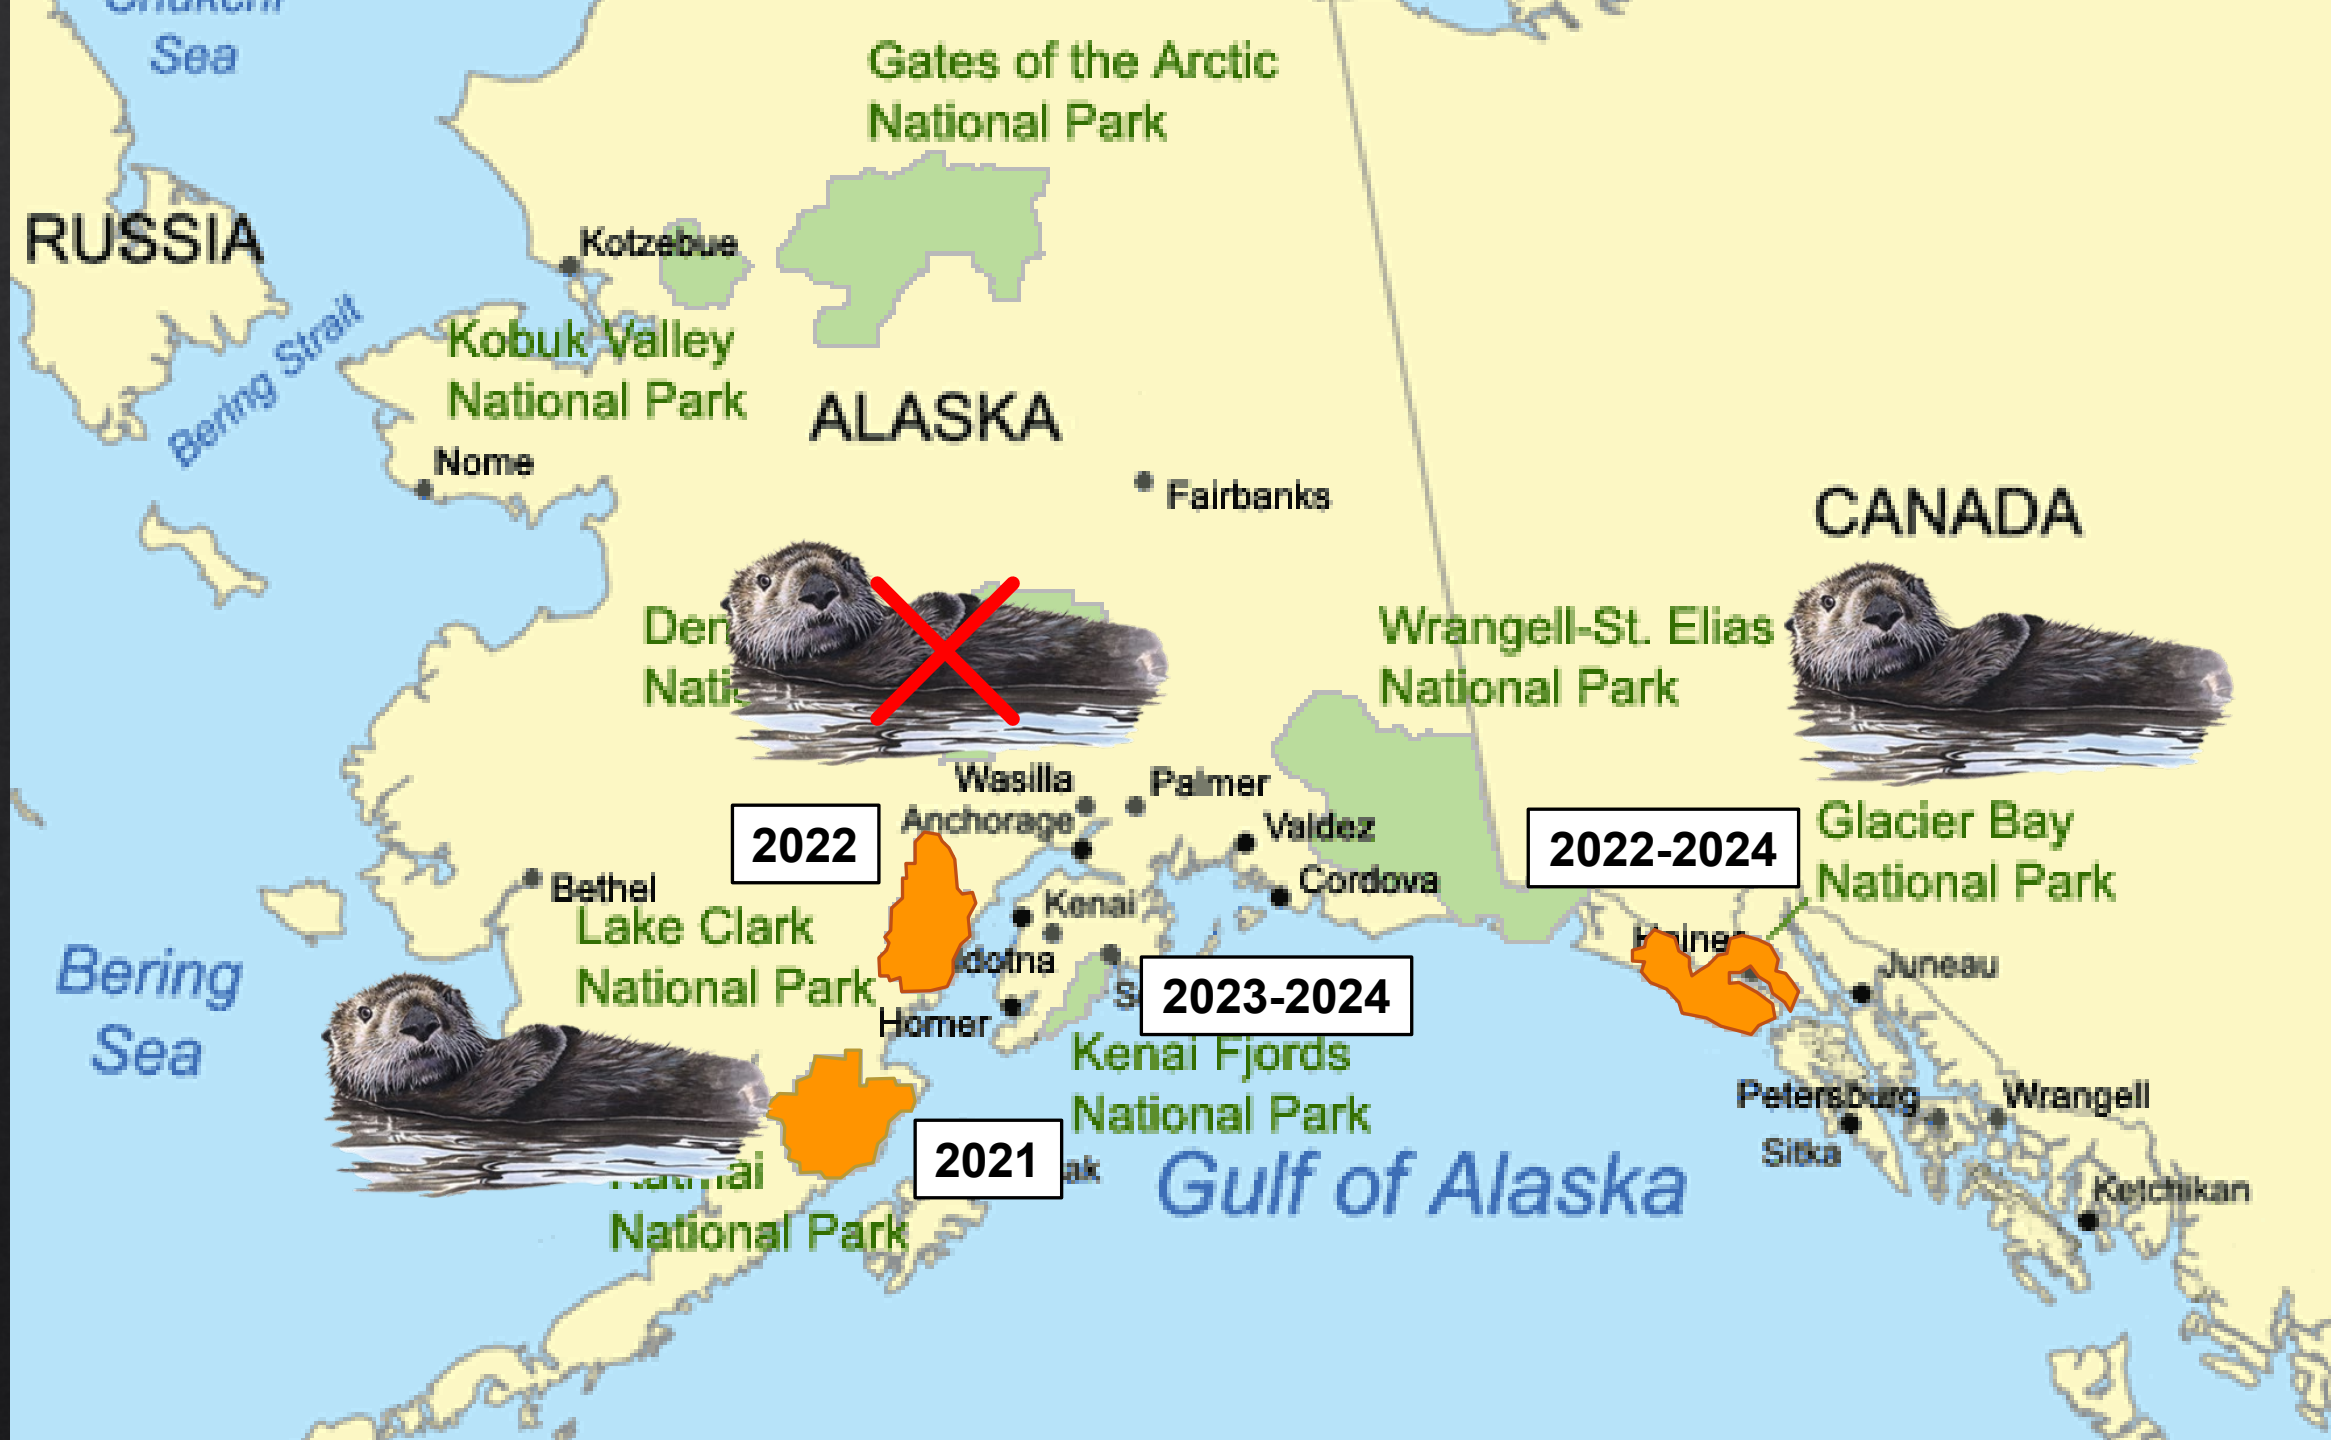 Sea
Gates of the Arctic
National Park
RUSSIA
Kotzebue
Bering Strait
Kobuk Valley
National Park
ALASKA
Nome
Fairbanks
CANADA
Wrangell-St. Elias
National Park
Wasilla
Palmer
Anchorage
Valdez
2022
2022-2024
Glacier Bay
National Park
Bethel
Cordova
Kenai
Lake Clark
National Park
Juneau
2023-2024
Homer
Bering
Sea
Kenai Fjords
National Park
Petersburg
Wrangell
Sitka
2021
Gulf of Alaska
Ketchikan
National Park